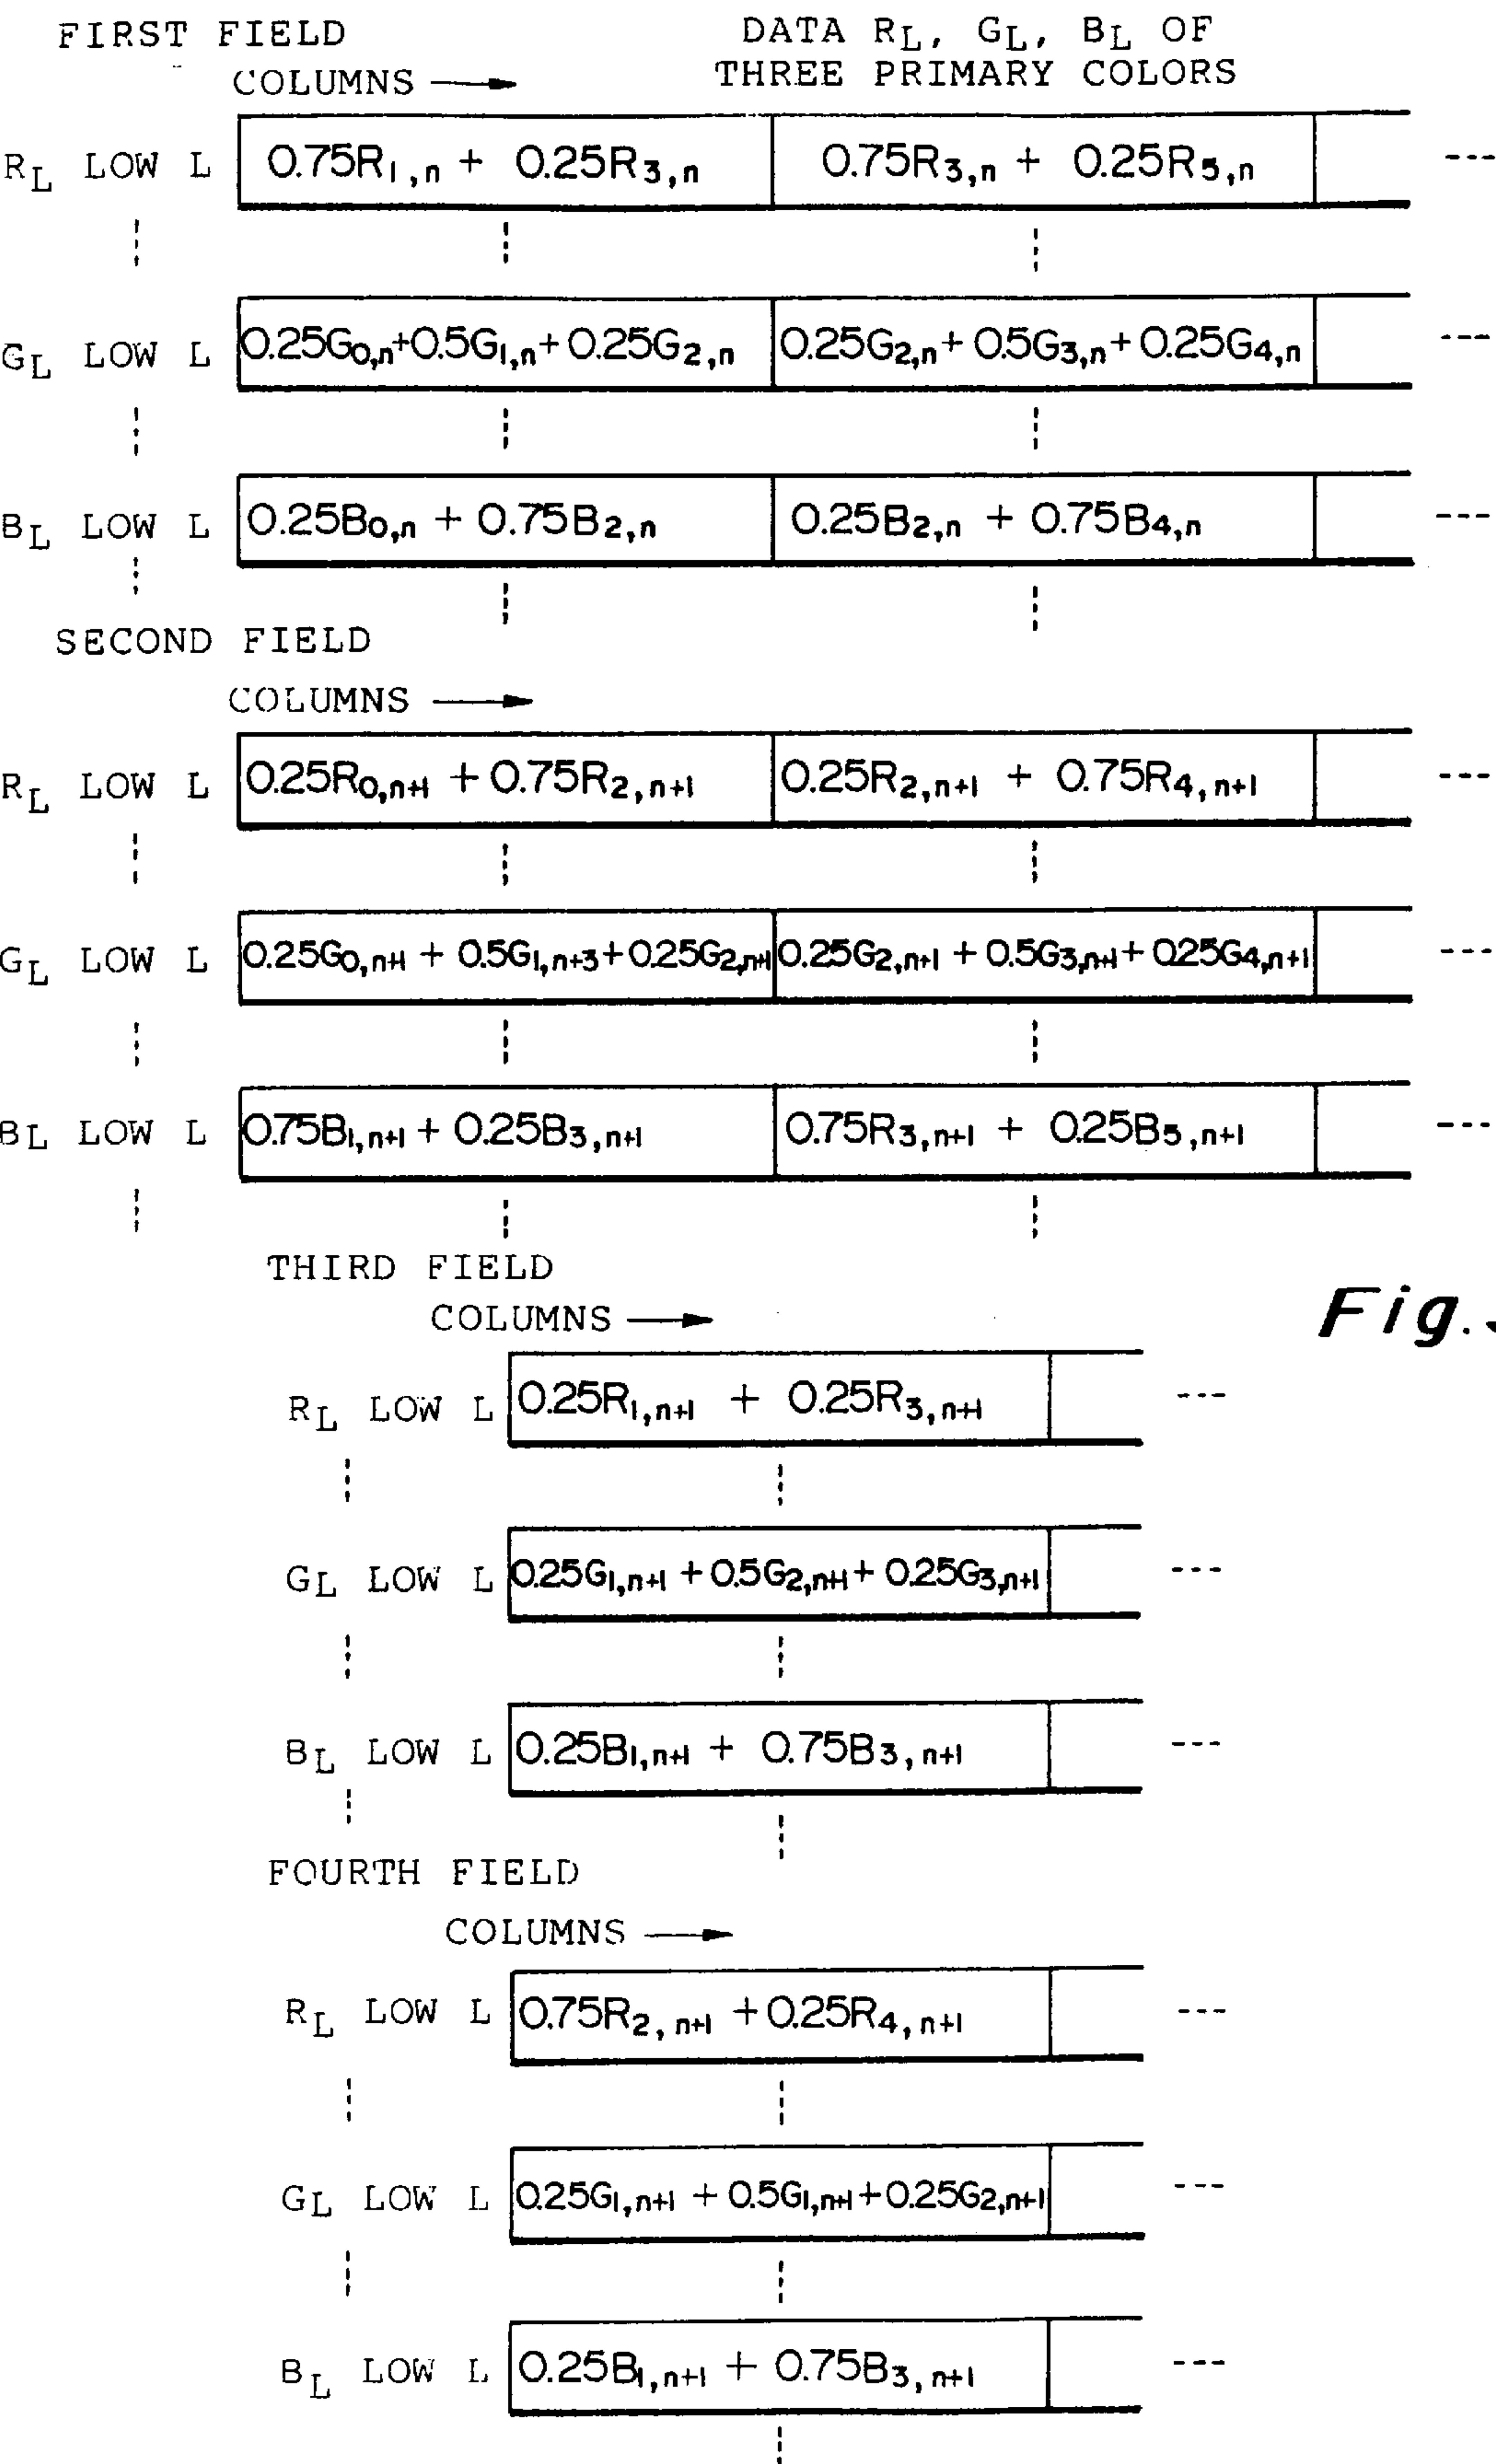 FIRST FIELD
DATA RL, GL, BL OF
THREE PRIMARY COLORS
COLUMNS
RL LOW L 0.75R1,n + 0.25R3,n 0.75R3,n + 0.25R5,n ---
GL LOW L 0.25G0,n+0.5G1,n+0.25G2,n 0.25G2,n+0.5G3,n+0.25G4,n ---
BL LOW L 0.25B0,n + 0.75B2,n 0.25B2,n + 0.75B4,n ---
SECOND FIELD
COLUMNS
RL LOW L 0.25R0,n+1 + 0.75R2,n+1 0.25R2,n+1 + 0.75R4,n+1 ---
GL LOW L 0.25G0,n+1 + 0.5G1,n+3+0.25G2,n+1 0.25G2,n+1 + 0.5G3,n+1+ 0.25G4,n+1 ---
BL LOW L 0.75B1,n+1 + 0.25B3,n+1 0.75R3,n+1 + 0.25B5,n+1 ---
THIRD FIELD
COLUMNS
Fig.
RL LOW L 0.25R1,n+1 + 0.25R3,n+1 ---
GL LOW L 0.25G1,n+1 + 0.5G2,n+1+ 0.25G3,n+1 ---
BL LOW L 0.25B1,n+1 + 0.75B3,n+1 ---
FOURTH FIELD
COLUMNS
RL LOW L 0.75R2,n+1 +0.25R4,n+1 ---
GL LOW L 0.25G1,n+1 + 0.5G1,n+1+0.25G2,n+1 ---
BL LOW L 0.25B1,n+1 + 0.75B3,n+1 ---